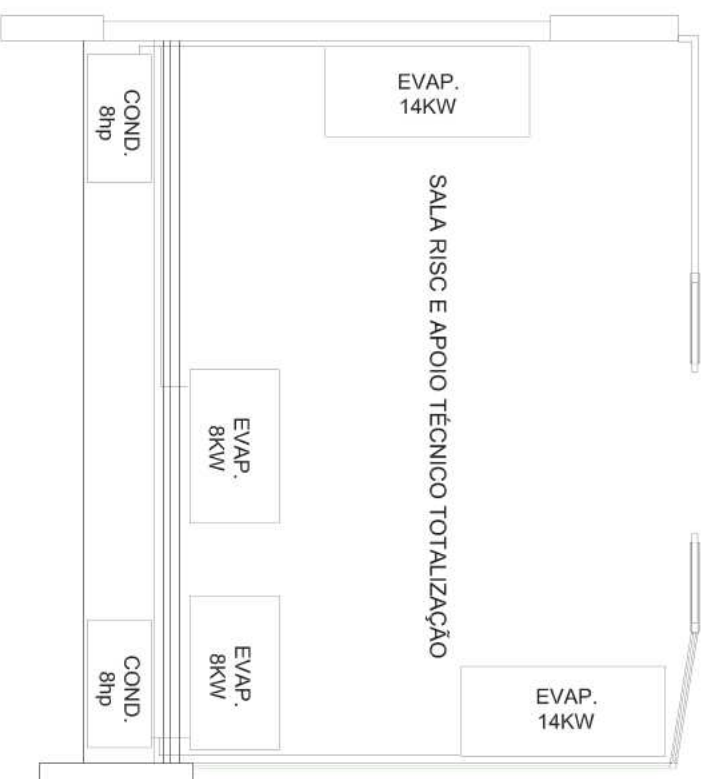 EVAP.
14KW
COND.
8hp
SALA RISC E APOIO TÉCNICO TOTALIZAÇÃO
EVAP.
8KW
EVAP.
8KW
COND.
8hp
EVAP.
14KW